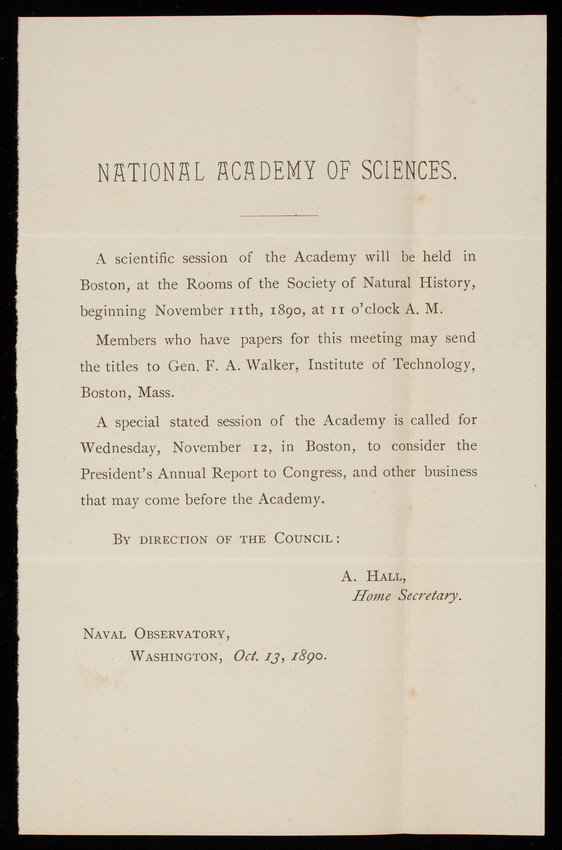 NATIONAL ACADEMY OF SCIENCES.
A scientific session of the Academy will be held in
Boston, at the Rooms of the Society of Natural History,
beginning November 11th, 1890, at 11 o'clock A. M.
Members who have papers for this meeting may send
the titles to Gen. F. A. Walker, Institute of Technology,
Boston, Mass.
A special stated session of the Academy is called for
Wednesday, November 12, in Boston, to consider the
President's Annual Report to Congress, and other business
that may come before the Academy.
By direction of the Council:
A. Hall,
Home Secretary.
Naval Observatory,
Washington, Oct. 13, 1890.